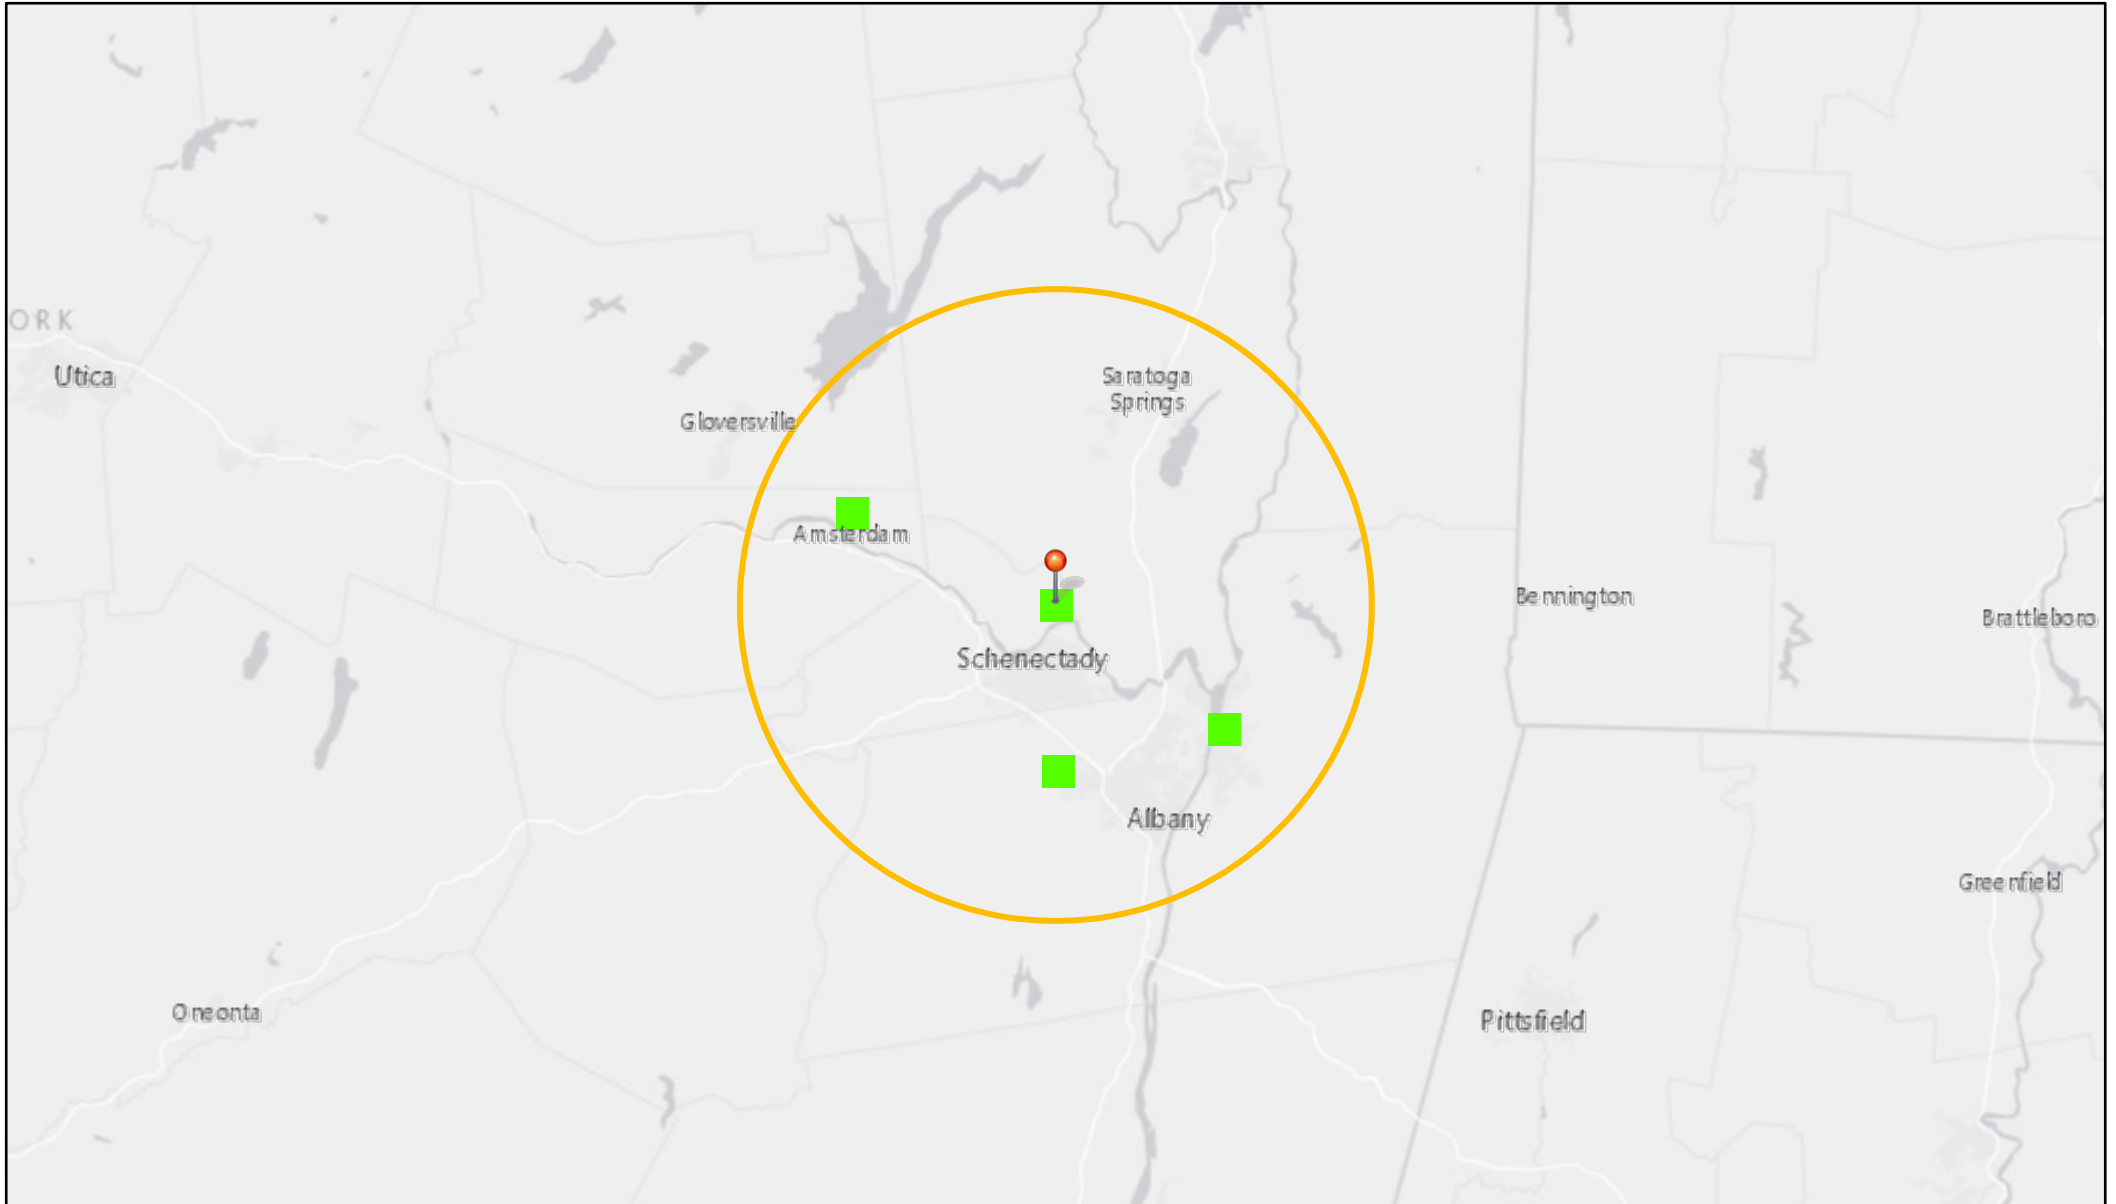 ORK
Utica
Saratoga
Springs
Gloversville
Amsterdam
Bennington
Brattleboro
Schenectady
Albany
Greenfield
Oneonta
Pittsfield